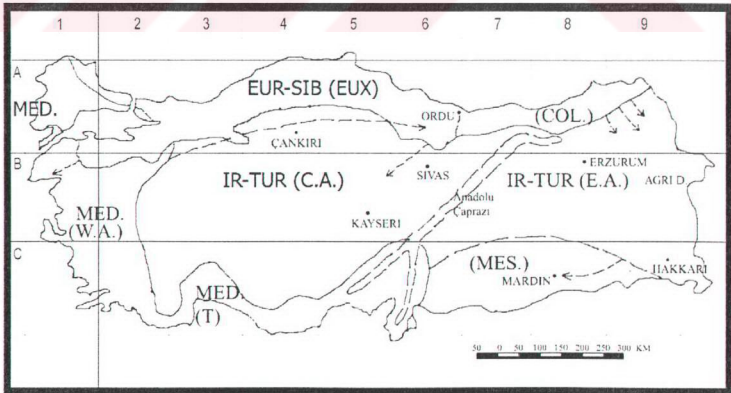 1 2 3 4 5 6 7 8 9
A
EUR-SIB (EUX)
MED.
ORDU
(COL.)
ÇANKIRI
B
SİVAS
ERZURUM
IR-TUR (C.A.)
IR-TUR (E.A.)
AGRI D.
Anadolu
Çaprazı
KAYSERİ
MED.
(W.A.)
C
(MES.)
HAKKARİ
MED.
(T)
MARDIN
50 0 50 100 150 200 250 300 KM